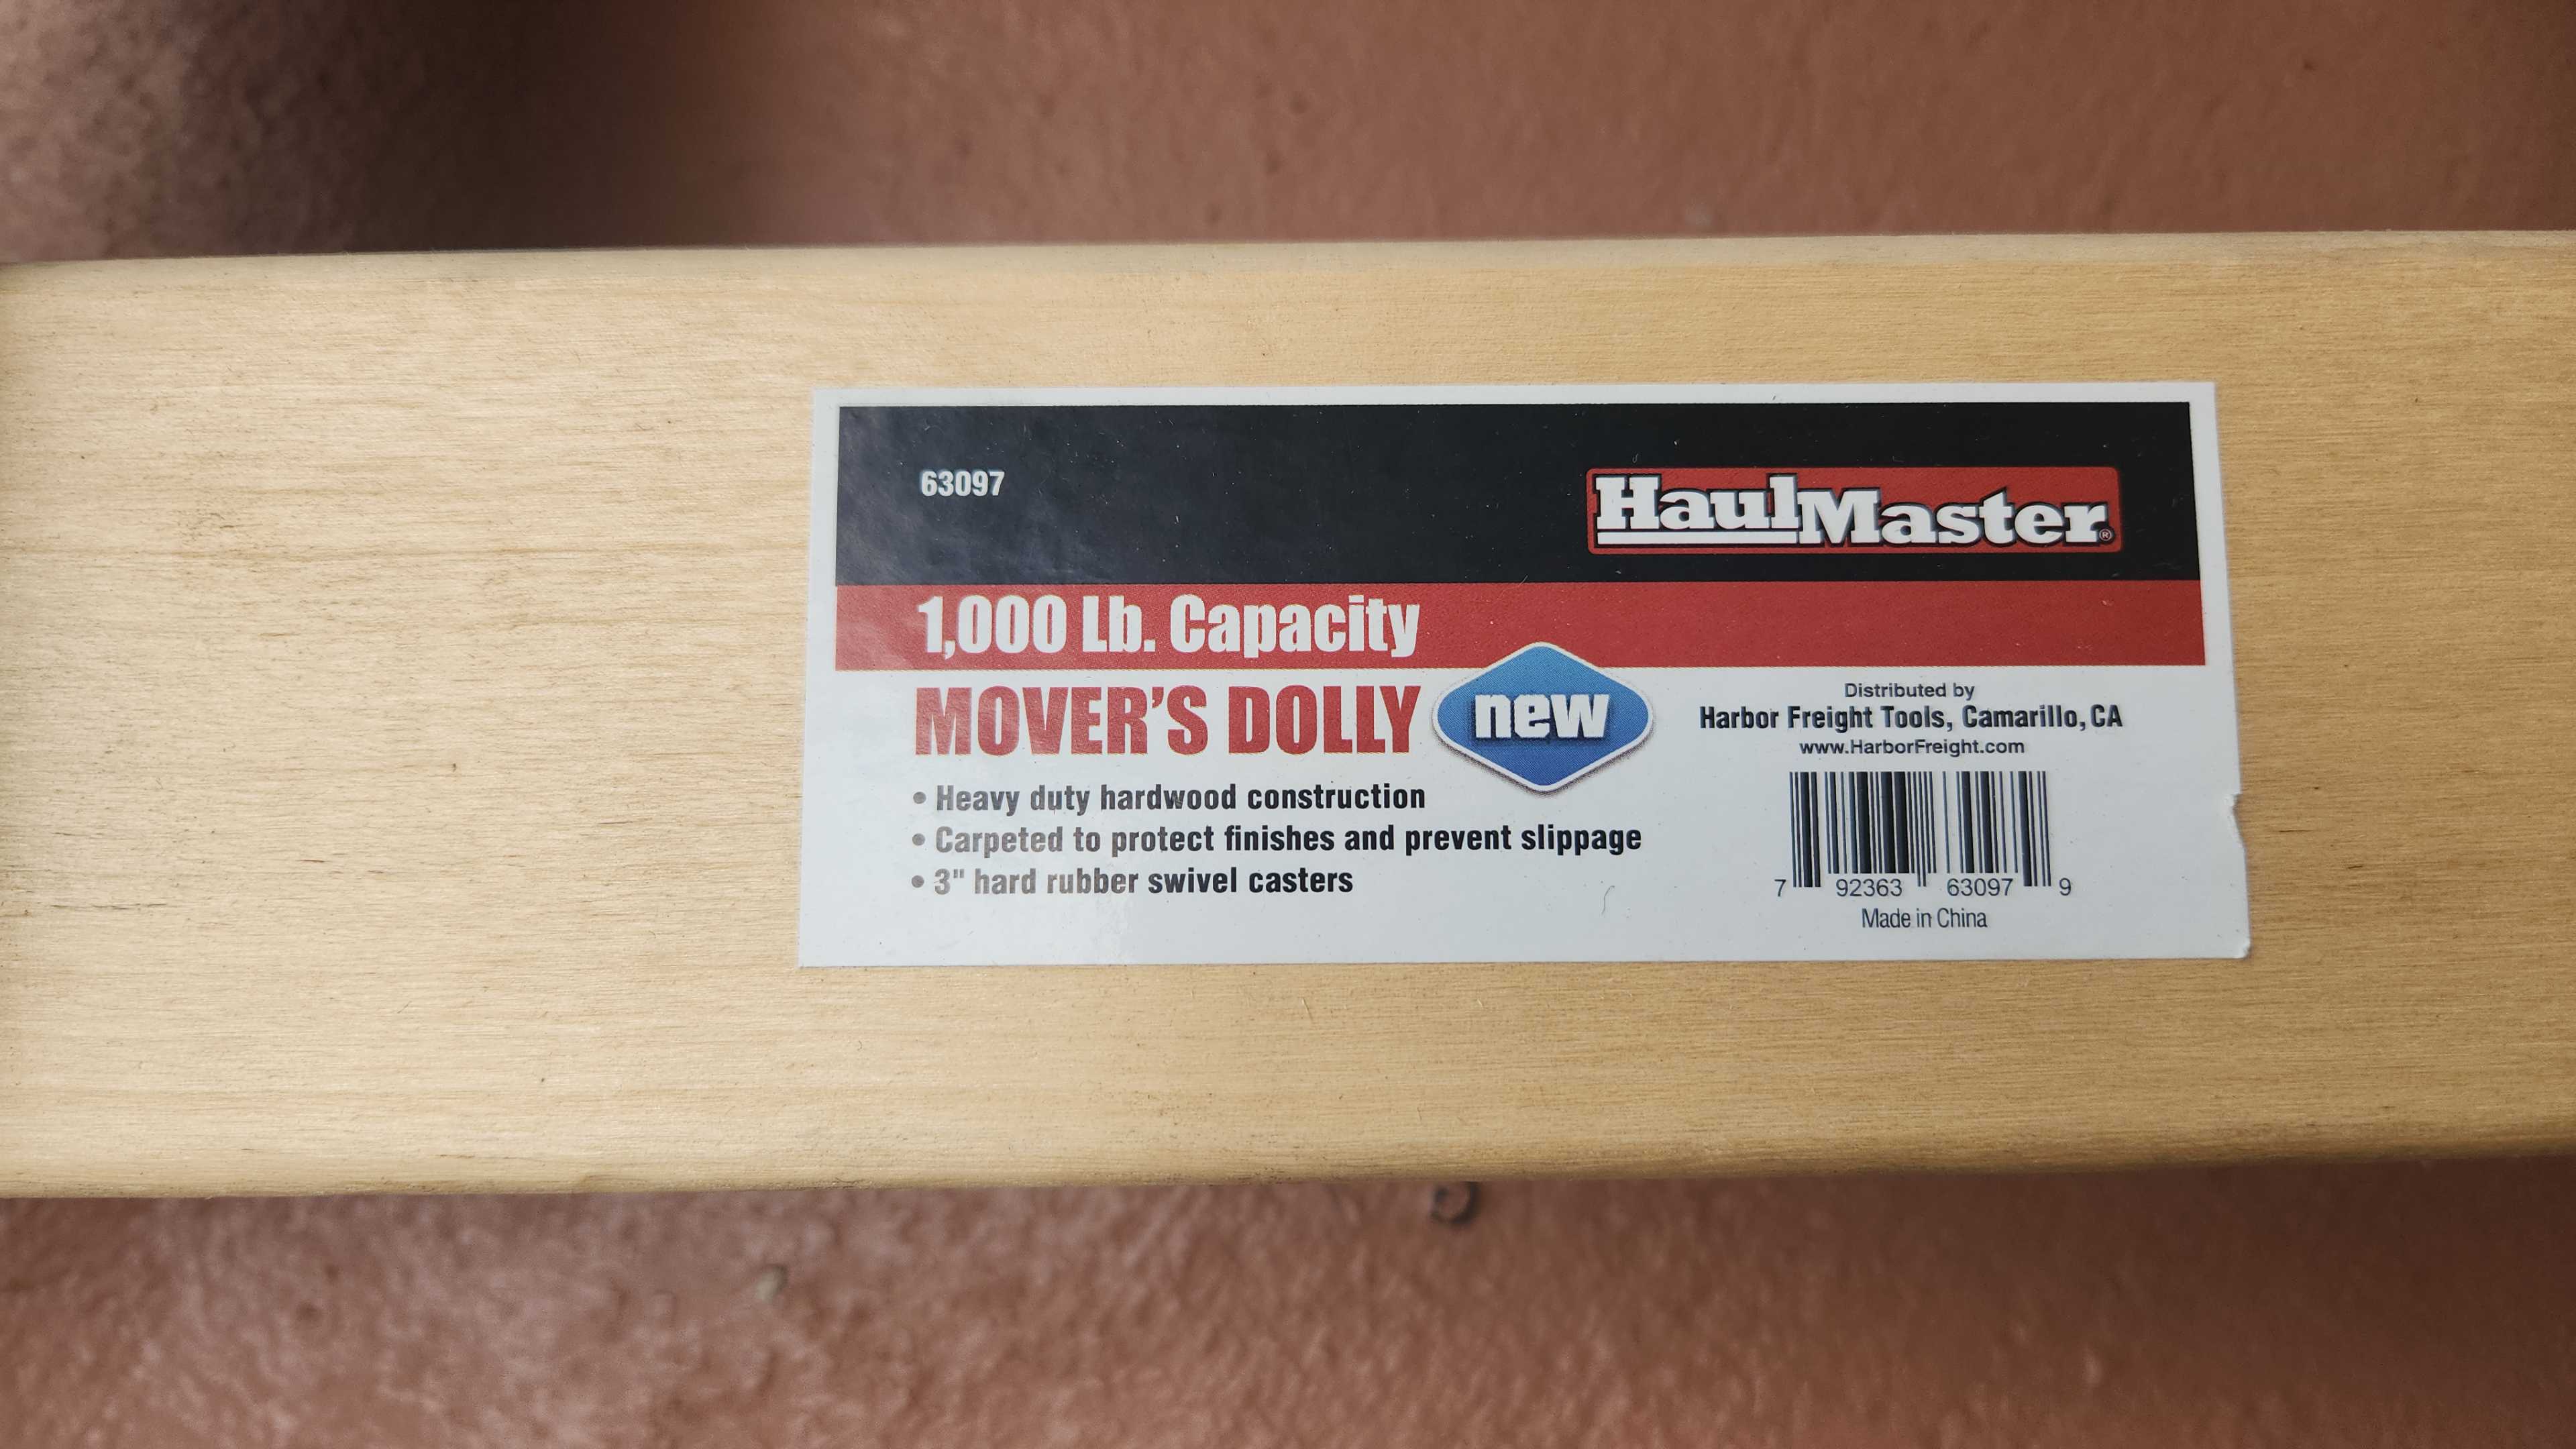 63097
HaulMaster®
1,000 Lb. Capacity
MOVER'S DOLLY
new
• Heavy duty hardwood construction
• Carpeted to protect finishes and prevent slippage
• 3" hard rubber swivel casters
Distributed by
Harbor Freight Tools, Camarillo, CA
www.HarborFreight.com
7 92363 63097 9
Made in China